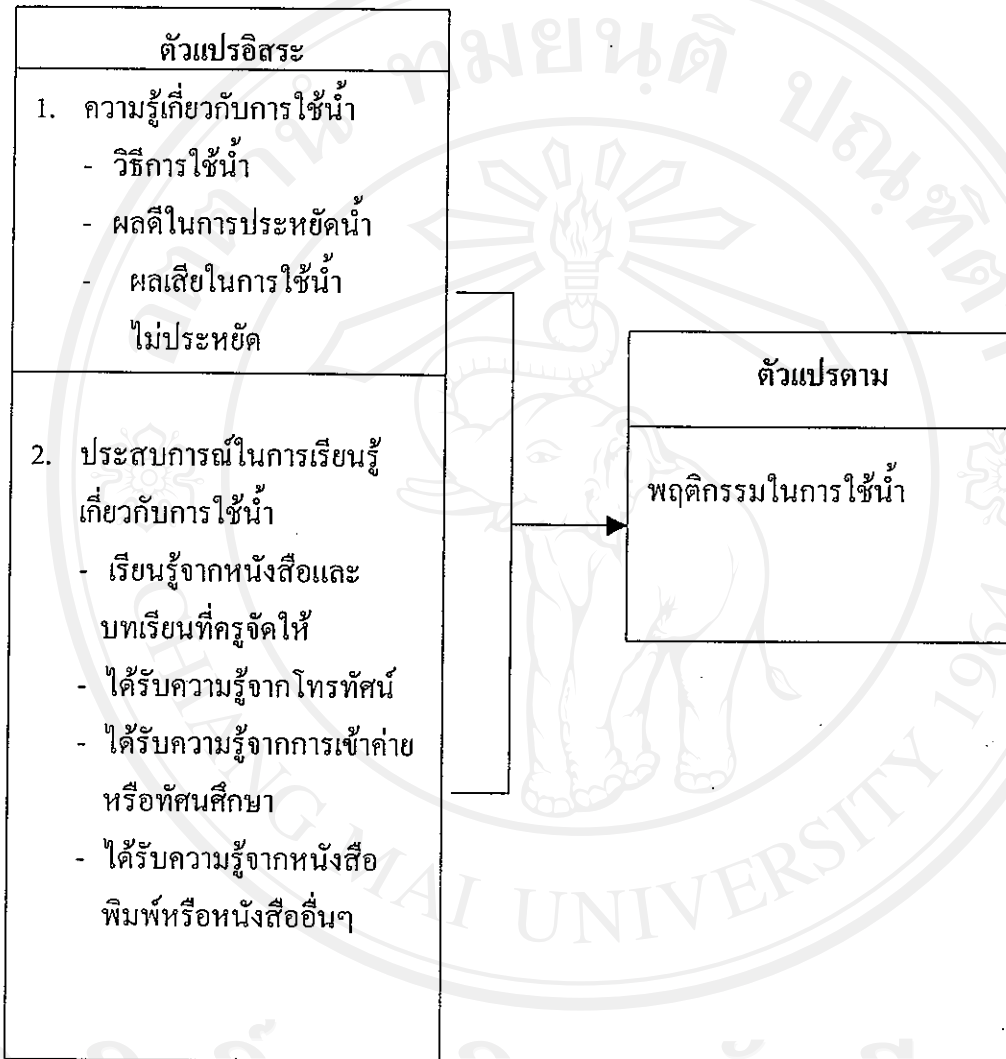 ตัวแปรอิสระ
1. ความรู้เกี่ยวกับการใช้น้ำ
- วิธีการใช้น้ำ
- ผลดีในการประหยัดน้ำ
- ผลเสียในการใช้น้ำ
ไม่ประหยัด
2. ประสบการณ์ในการเรียนรู้
เกี่ยวกับการใช้น้ำ
- เรียนรู้จากหนังสือและ
บทเรียนที่ครูจัดให้
- ได้รับความรู้จากโทรทัศน์
- ได้รับความรู้จากการเข้าค่าย
หรือทัศนศึกษา
- ได้รับความรู้จากหนังสือ
พิมพ์หรือหนังสืออื่นๆ
ตัวแปรตาม
พฤติกรรมในการใช้น้ำ
CHIANG MAI UNIVERSITY 1964